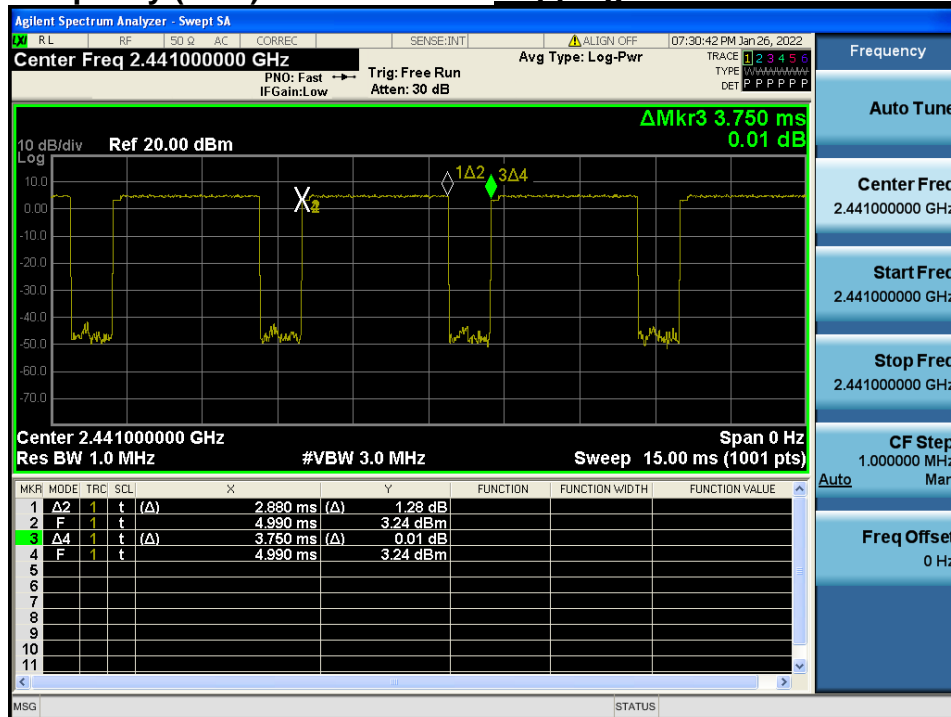 Agilent Spectrum Analyzer - Swept SA
LXI RL RF 50 Ω AC CORREC SENSE:INT ALIGN OFF 07:30:42 PM Jan 26, 2022
Center Freq 2.441000000 GHz
PNO: Fast
IFGain:Low
Trig: Free Run
Atten: 30 dB
Avg Type: Log-Pwr
TRACE 1 2 3 4 5 6
TYPE WWWWWW
DET P P P P P P
ΔMkr3 3.750 ms
0.01 dB
10 dB/div Ref 20.00 dBm
Log
10.0
0.00
-10.0
-20.0
-30.0
-40.0
-50.0
-60.0
-70.0
1Δ2
3Δ4
2
Center 2.441000000 GHz Span 0 Hz
Res BW 1.0 MHz #VBW 3.0 MHz Sweep 15.00 ms (1001 pts)
MKR MODE TRC SCL X Y FUNCTION FUNCTION WIDTH FUNCTION VALUE
1 Δ2 1 t (Δ) 2.880 ms (Δ) 1.28 dB
2 F 1 t 4.990 ms 3.24 dBm
3 Δ4 1 t (Δ) 3.750 ms (Δ) 0.01 dB
4 F 1 t 4.990 ms 3.24 dBm
5
6
7
8
9
10
11
MSG STATUS
Frequency
Auto Tune
Center Freq
2.441000000 GHz
Start Freq
2.441000000 GHz
Stop Freq
2.441000000 GHz
CF Step
1.000000 MHz
Auto Man
Freq Offset
0 Hz